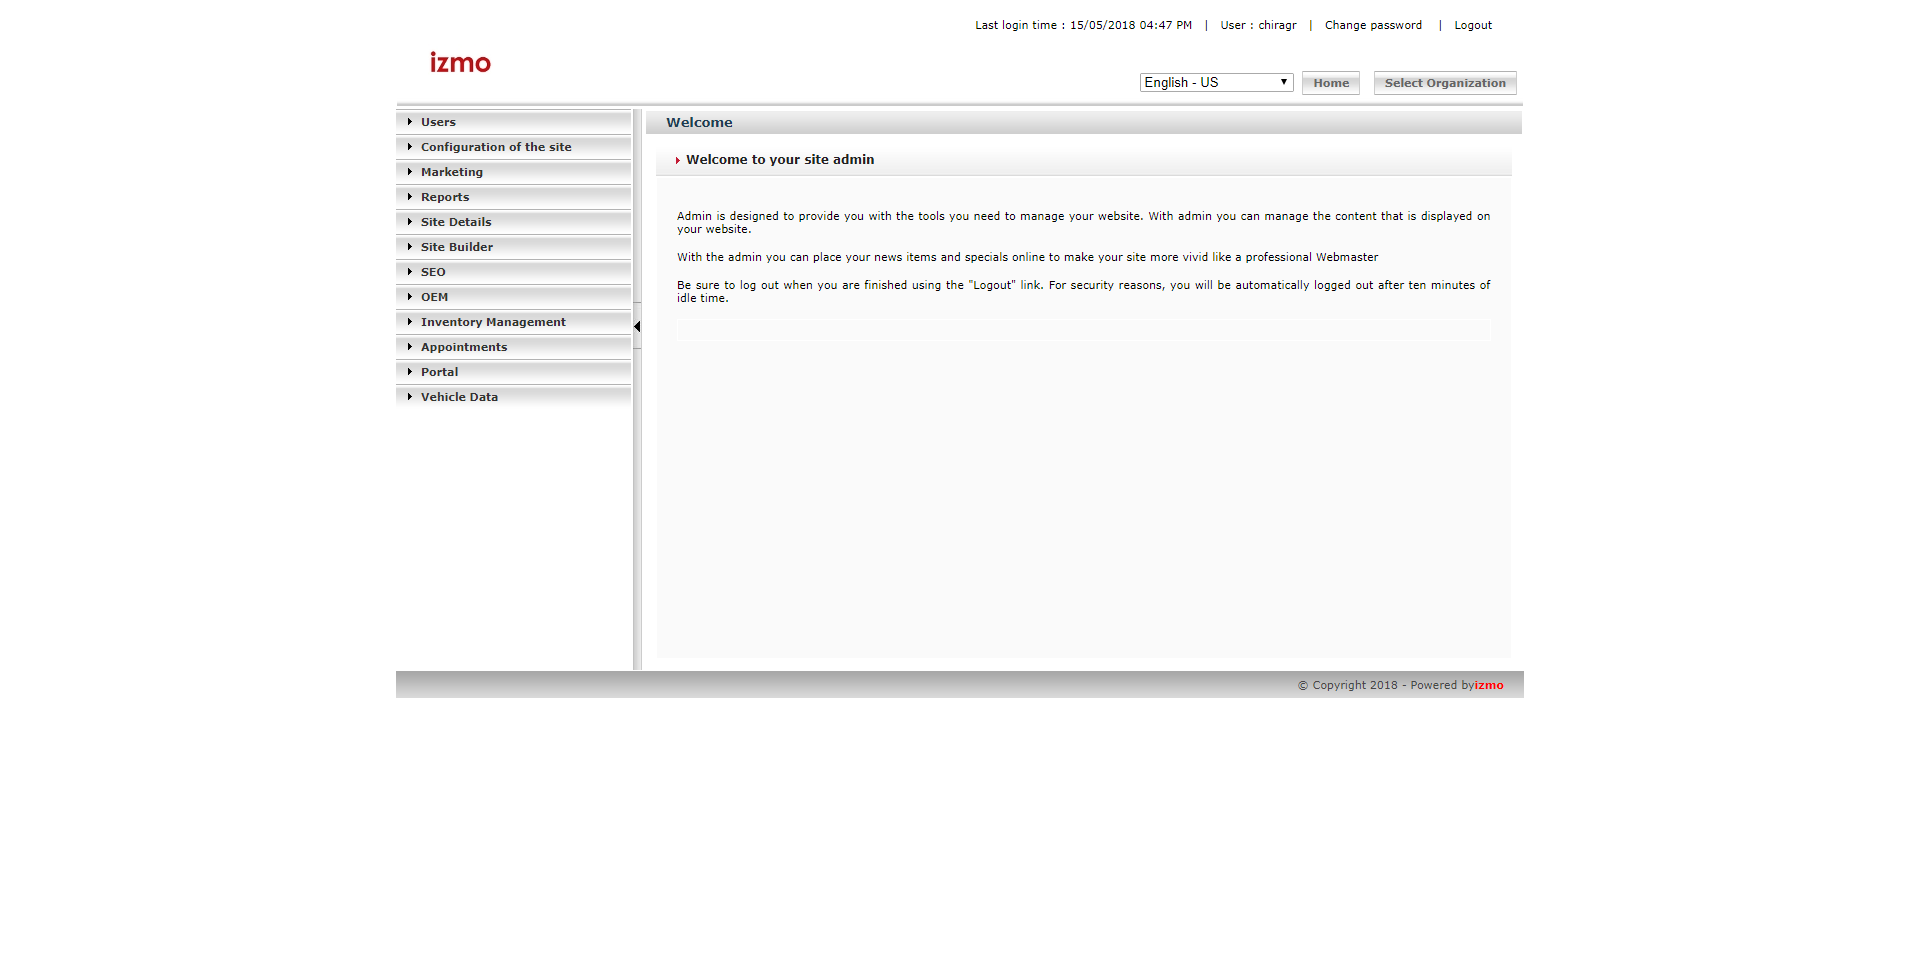 Last login time : 15/05/2018 04:47 PM | User : chiragr | Change password | Logout
izmo
English - US Home Select Organization
Users
Configuration of the site
Marketing
Reports
Site Details
Site Builder
SEO
OEM
Inventory Management
Appointments
Portal
Vehicle Data
Welcome
Welcome to your site admin
Admin is designed to provide you with the tools you need to manage your website. With admin you can manage the content that is displayed on
your website.
With the admin you can place your news items and specials online to make your site more vivid like a professional Webmaster
Be sure to log out when you are finished using the "Logout" link. For security reasons, you will be automatically logged out after ten minutes of
idle time.
© Copyright 2018 - Powered byizmo